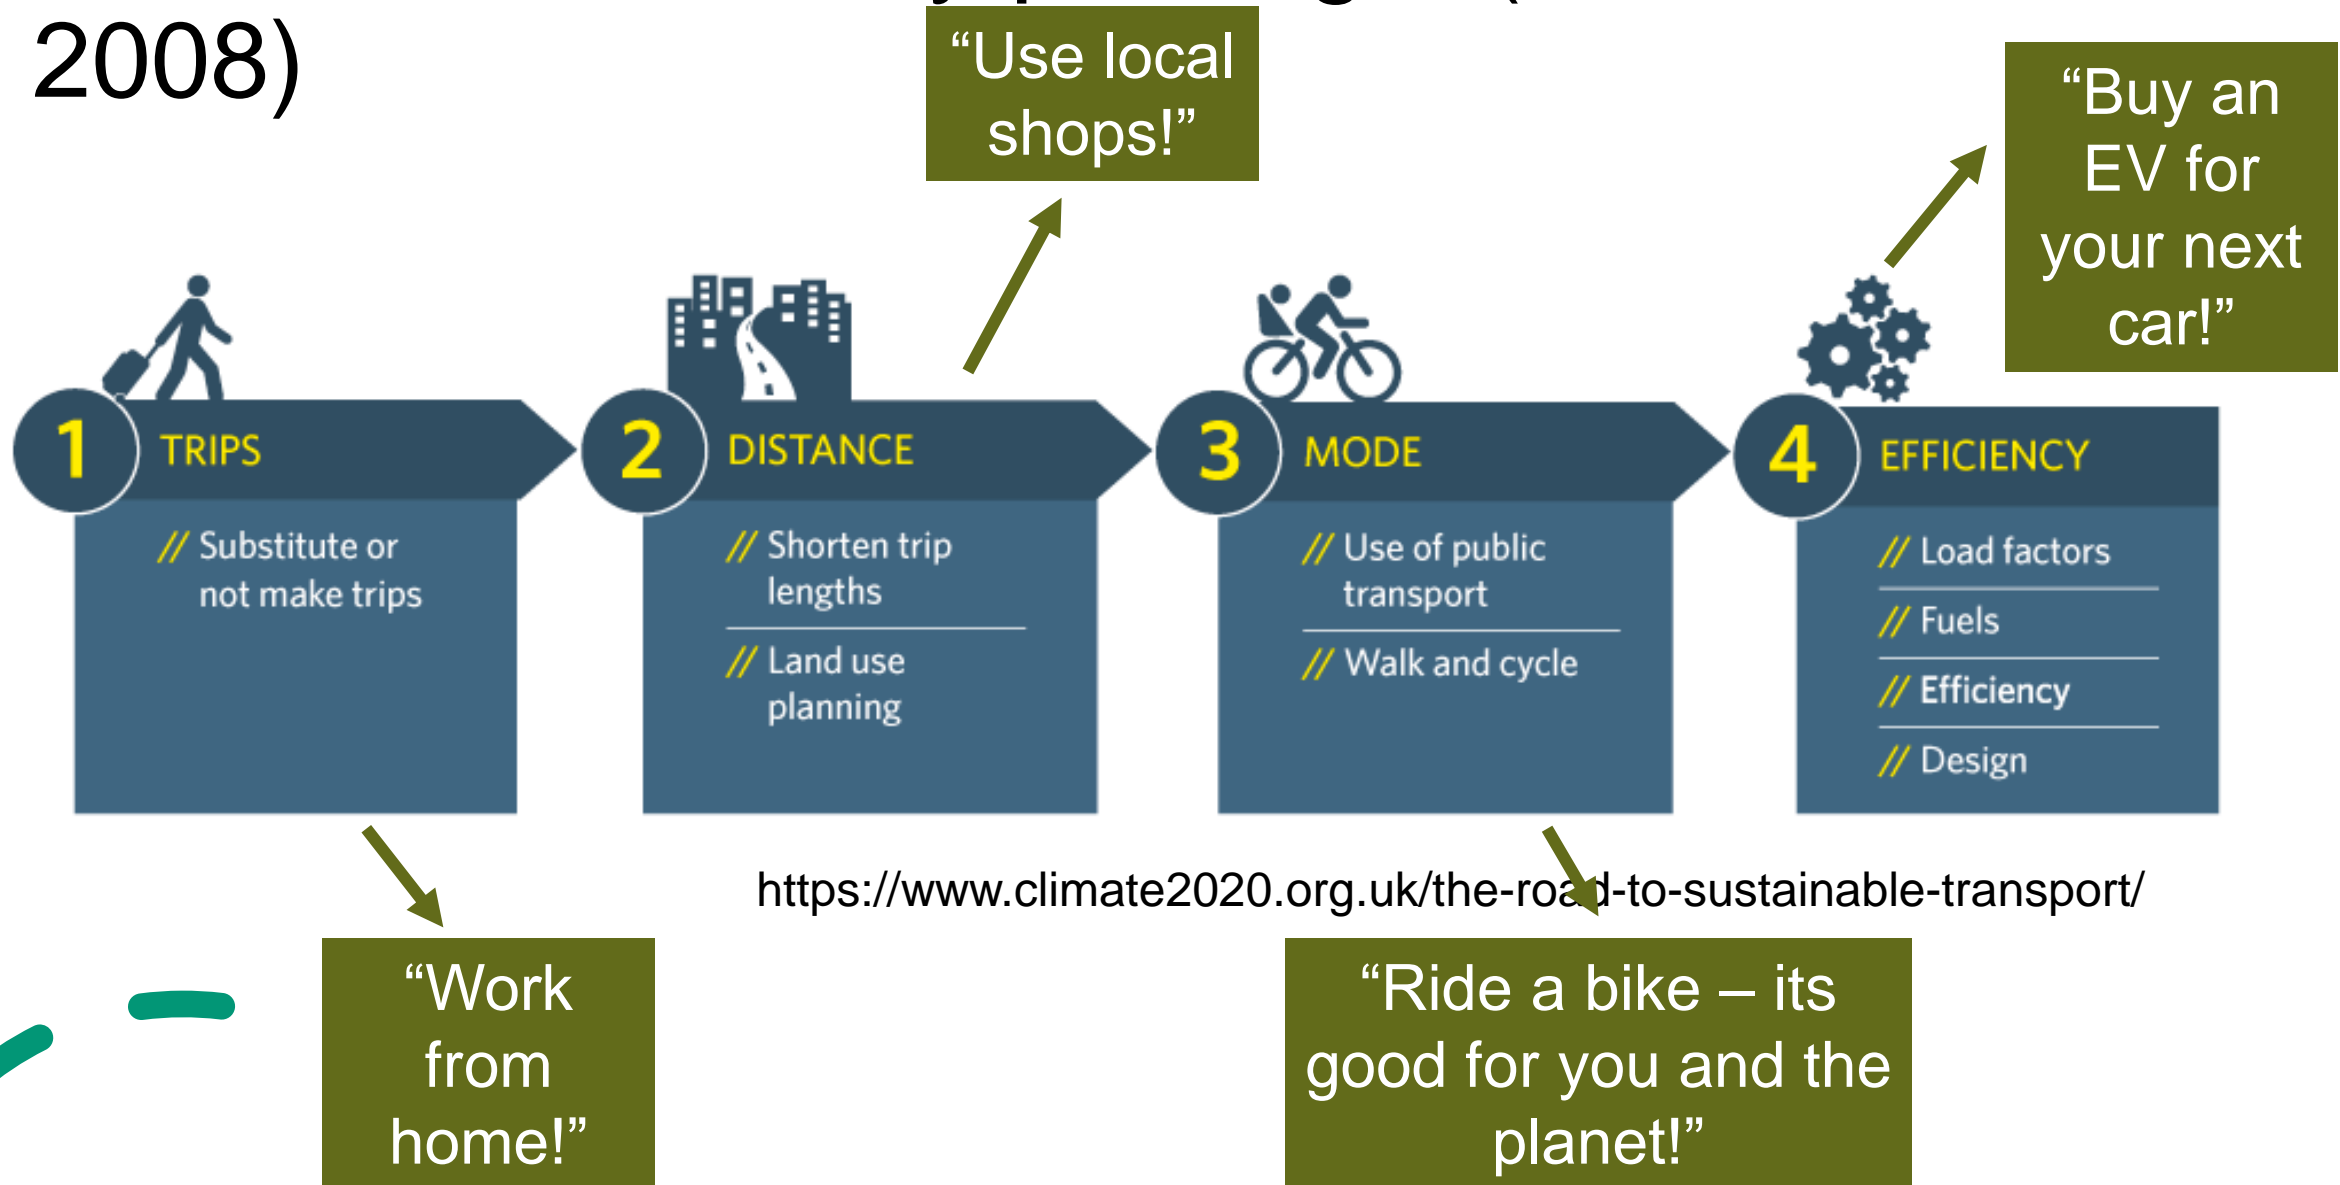 2008)
“Use local
shops!”
“Buy an
EV for
your next
car!”
1 TRIPS
// Substitute or
not make trips
2 DISTANCE
// Shorten trip
lengths
// Land use
planning
3 MODE
// Use of public
transport
// Walk and cycle
4 EFFICIENCY
// Load factors
// Fuels
// Efficiency
// Design
https://www.climate2020.org.uk/the-road-to-sustainable-transport/
“Work
from
home!”
“Ride a bike – its
good for you and the
planet!”